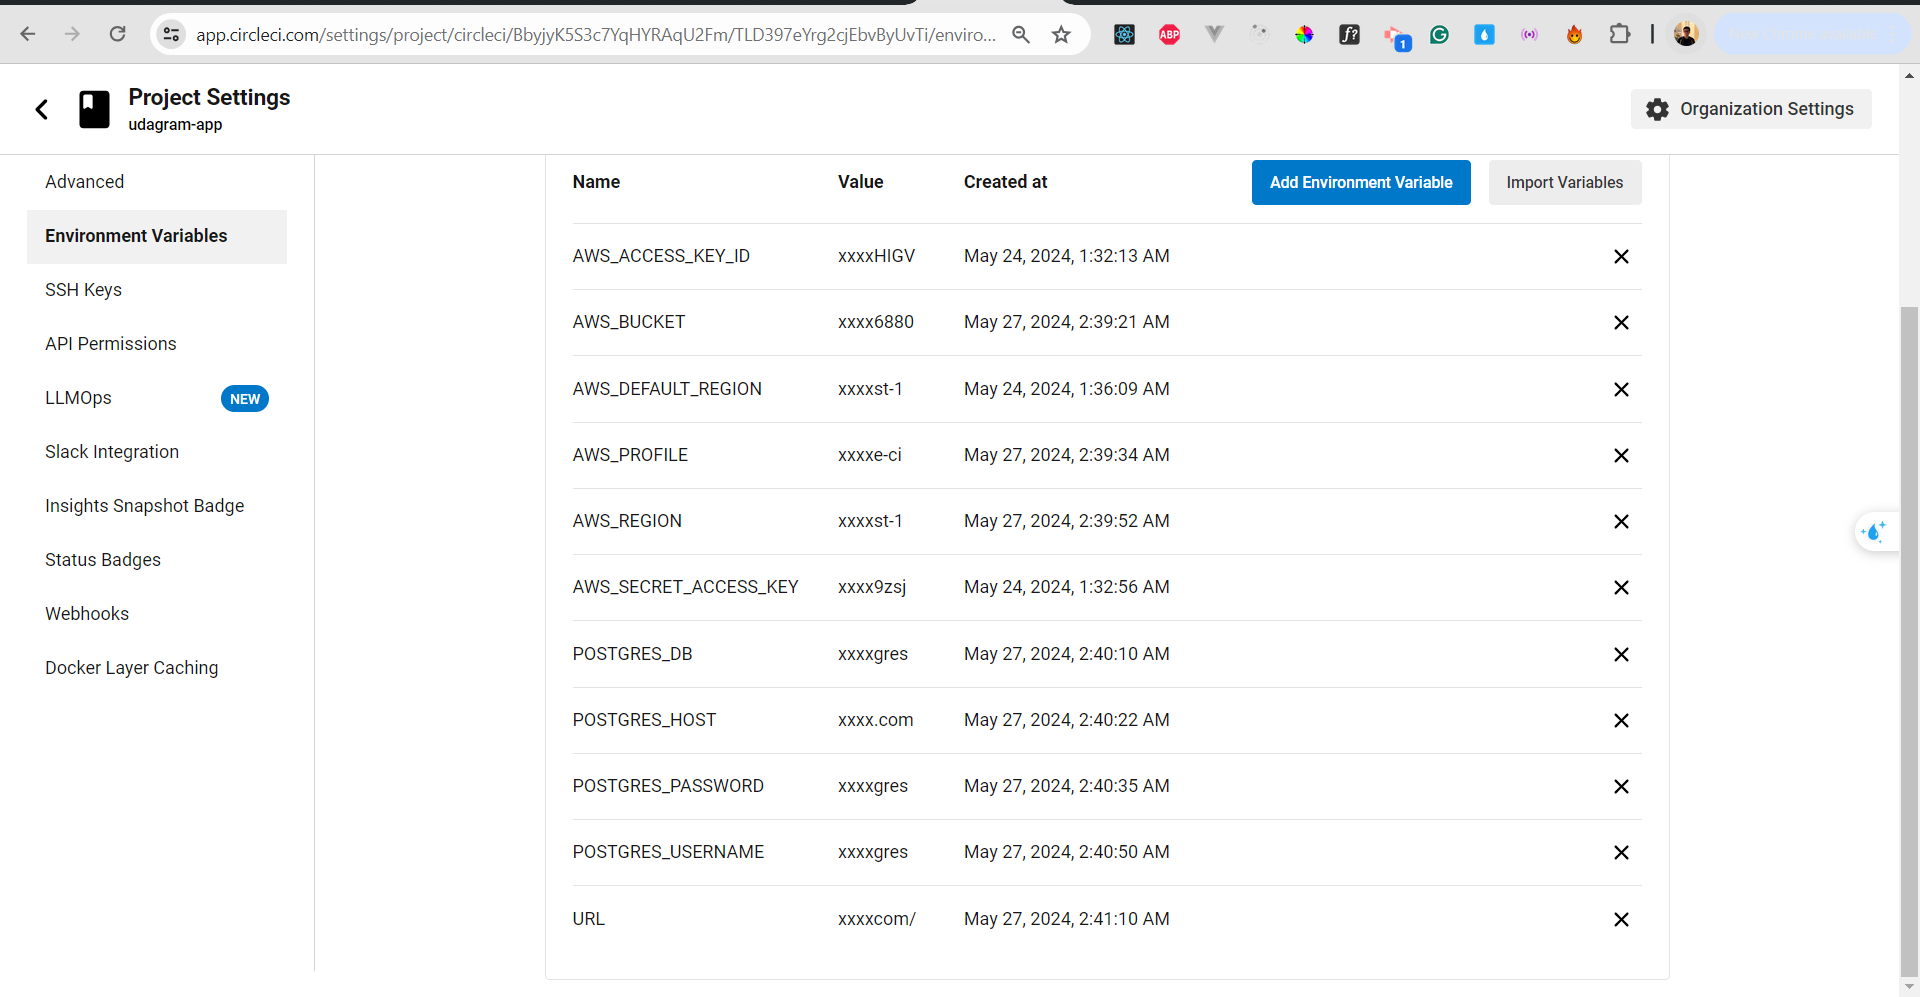 app.circleci.com/settings/project/circleci/BbyjyK5S3c7YqHYRAqU2Fm/TLD397eYrg2cjEbvByUvTi/enviro...
ABP
f?
1
Project Settings
udagram-app
Organization Settings
Advanced
Environment Variables
SSH Keys
API Permissions
LLMOps NEW
Slack Integration
Insights Snapshot Badge
Status Badges
Webhooks
Docker Layer Caching
Name Value Created at Add Environment Variable Import Variables
AWS_ACCESS_KEY_ID xxxxHIGV May 24, 2024, 1:32:13 AM
AWS_BUCKET xxxx6880 May 27, 2024, 2:39:21 AM
AWS_DEFAULT_REGION xxxxst-1 May 24, 2024, 1:36:09 AM
AWS_PROFILE xxxxe-ci May 27, 2024, 2:39:34 AM
AWS_REGION xxxxst-1 May 27, 2024, 2:39:52 AM
AWS_SECRET_ACCESS_KEY xxxx9zsj May 24, 2024, 1:32:56 AM
POSTGRES_DB xxxxgres May 27, 2024, 2:40:10 AM
POSTGRES_HOST xxxx.com May 27, 2024, 2:40:22 AM
POSTGRES_PASSWORD xxxxgres May 27, 2024, 2:40:35 AM
POSTGRES_USERNAME xxxxgres May 27, 2024, 2:40:50 AM
URL xxxxcom/ May 27, 2024, 2:41:10 AM